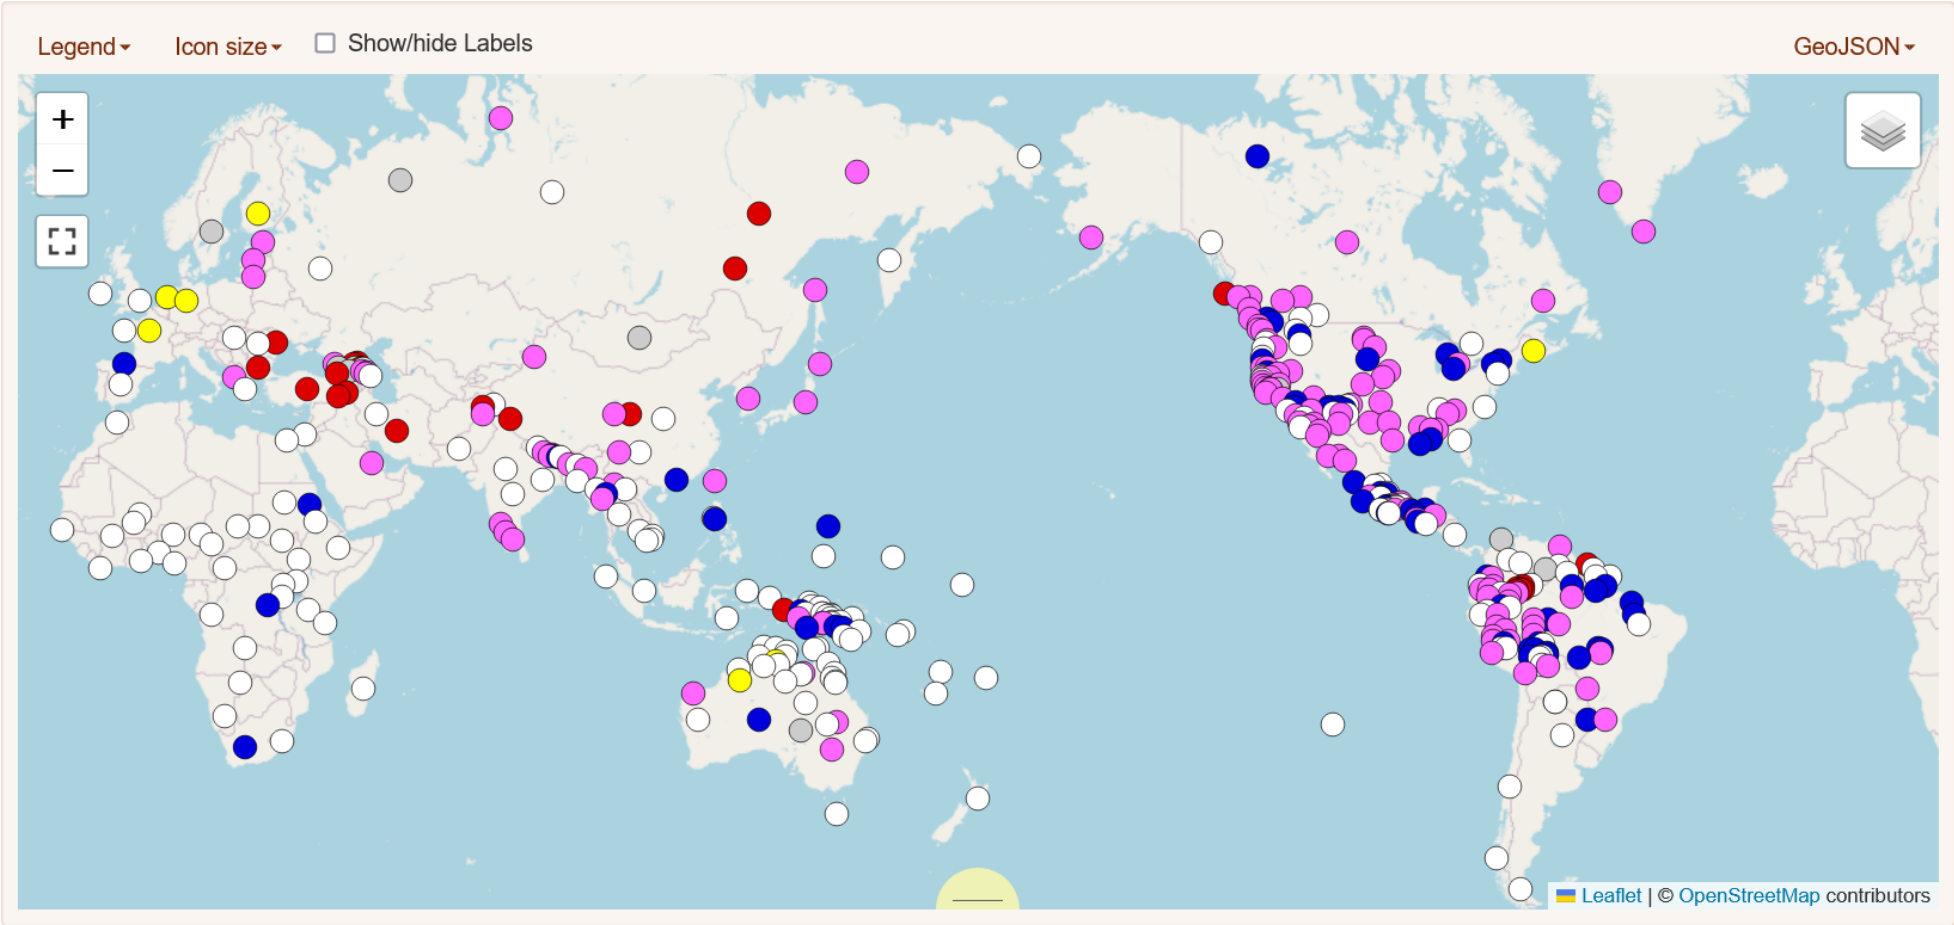 Legend
Icon size
Show/hide Labels
GeoJSON
+
−
Leaflet | © OpenStreetMap contributors